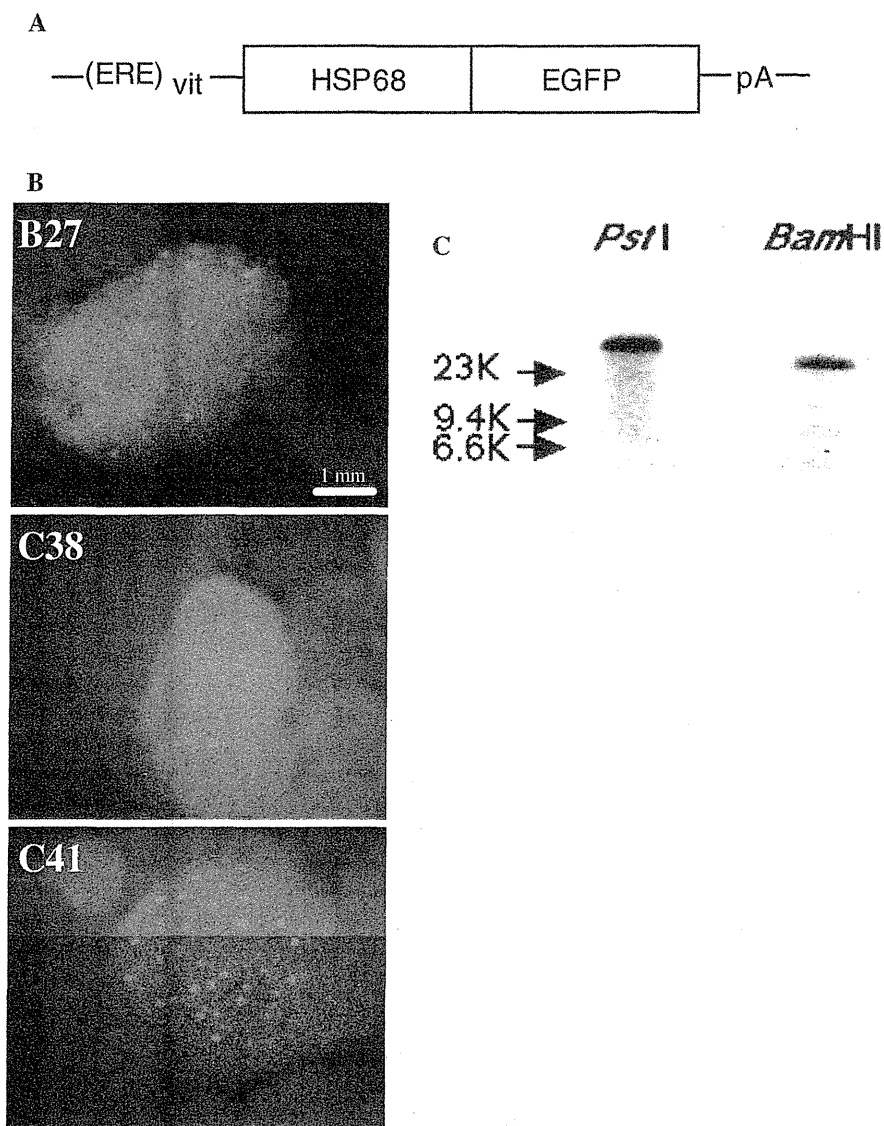 A
(ERE) vit HSP68 EGFP pA
B
B27
1 mm
C38
C41
C
PstI BamHI
23K
9.4K
6.6K